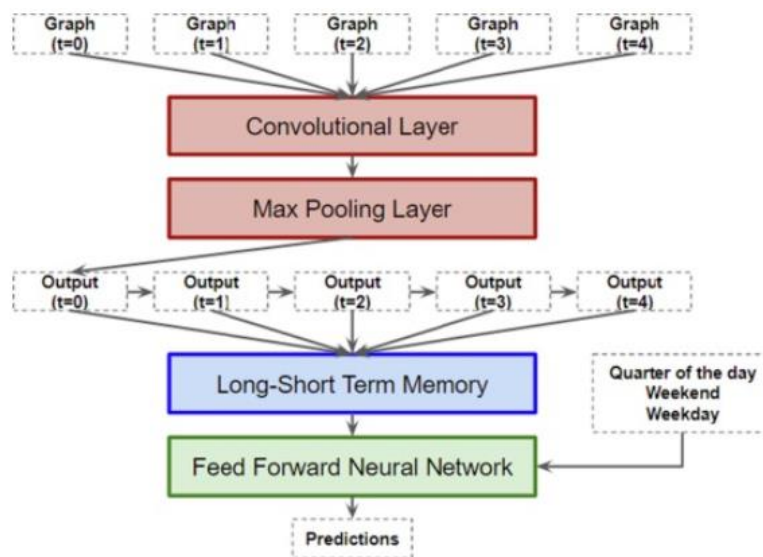 Graph Graph Graph Graph Graph
(t=0) (t=1) (t=2) (t=3) (t=4)
Convolutional Layer
Max Pooling Layer
Output Output Output Output Output
(t=0) (t=1) (t=2) (t=3) (t=4)
Long-Short Term Memory
Quarter of the day
Weekend
Weekday
Feed Forward Neural Network
Predictions